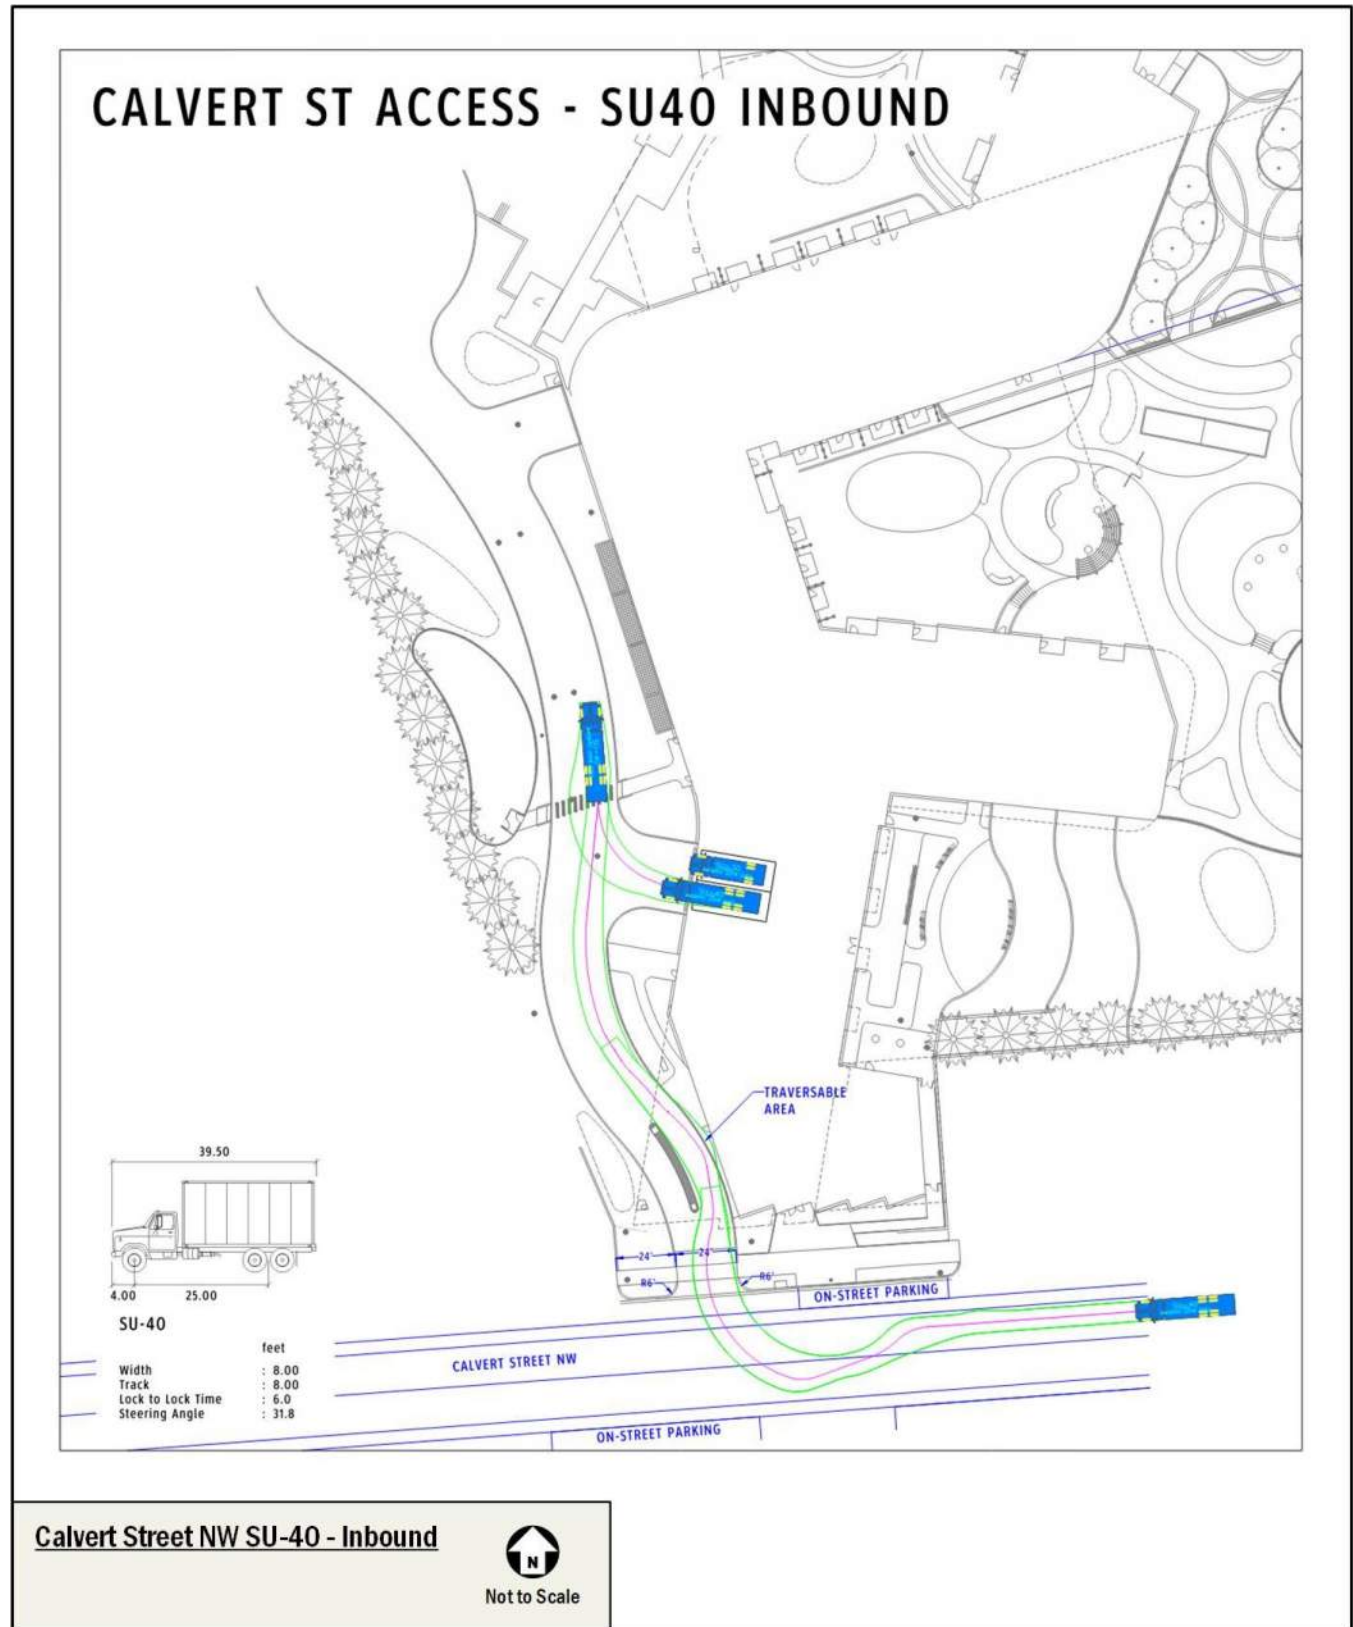 CALVERT ST ACCESS - SU40 INBOUND
TRAVERSABLE
AREA
39.50
4.00
25.00
SU-40
feet
Width : 8.00
Track : 8.00
Lock to Lock Time : 6.0
Steering Angle : 31.8
24'
24'
R6'
R6'
ON-STREET PARKING
CALVERT STREET NW
ON-STREET PARKING
Calvert Street NW SU-40 - Inbound
N
Not to Scale